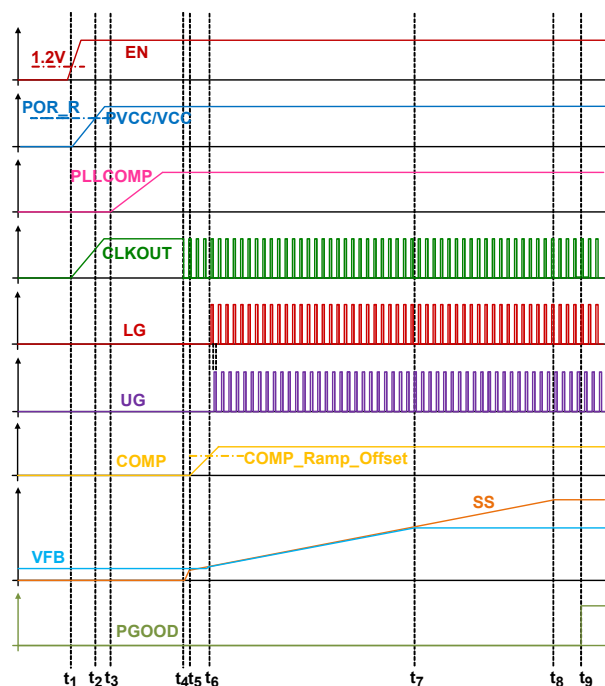 1.2V EN
POR_R PVCC/VCC
PLLCOMP
CLKOUT
LG
UG
COMP COMP_Ramp_Offset
SS
VFB
PGOOD
t1 t2 t3 t4 t5 t6 t7 t8 t9